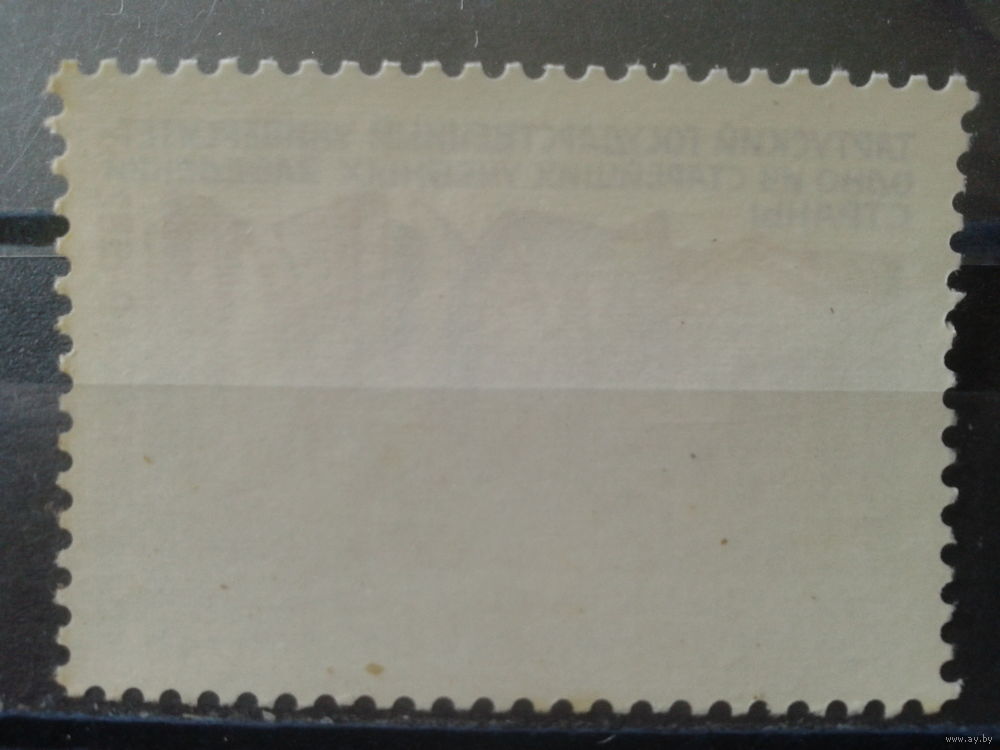 ТАРТУСКИЙ ГОСУДАРСТВЕННЫЙ УНИВЕРСИТЕТ-
ОДНО ИЗ СТАРЕЙШИХ УЧЕБНЫХ ЗАВЕДЕНИЙ
СТРАНЫ
www.ay.by